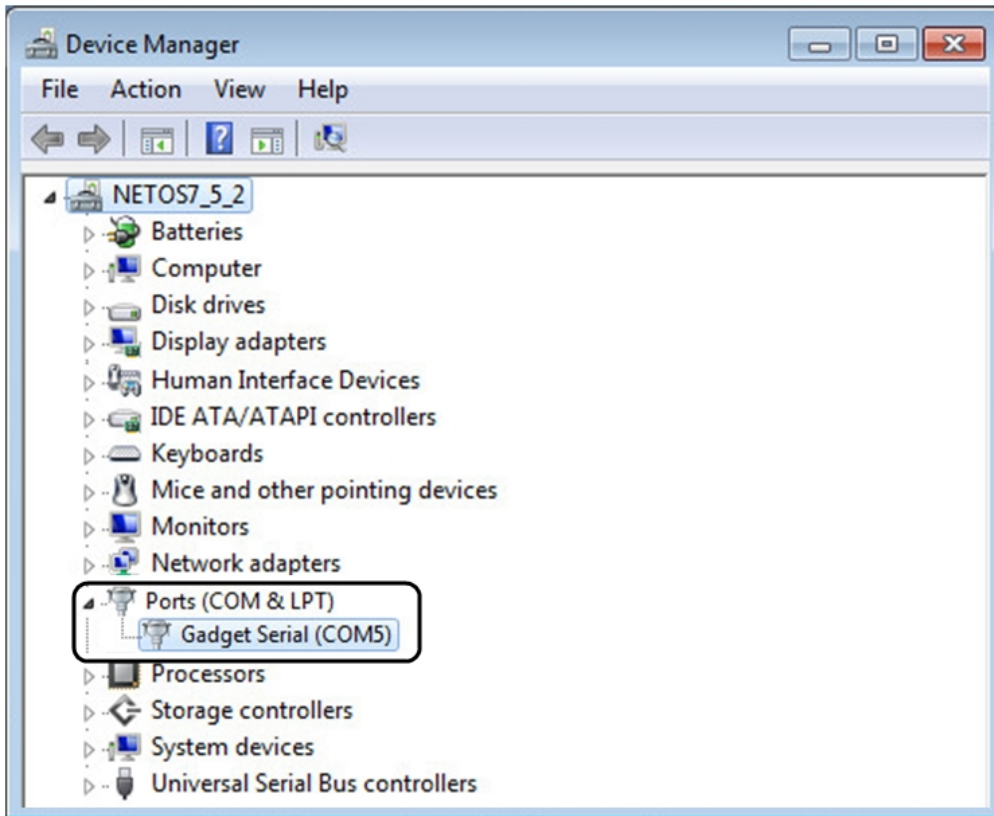 Device Manager
File Action View Help
NETOS7_5_2
Batteries
Computer
Disk drives
Display adapters
Human Interface Devices
IDE ATA/ATAPI controllers
Keyboards
Mice and other pointing devices
Monitors
Network adapters
Ports (COM & LPT)
Gadget Serial (COM5)
Processors
Storage controllers
System devices
Universal Serial Bus controllers